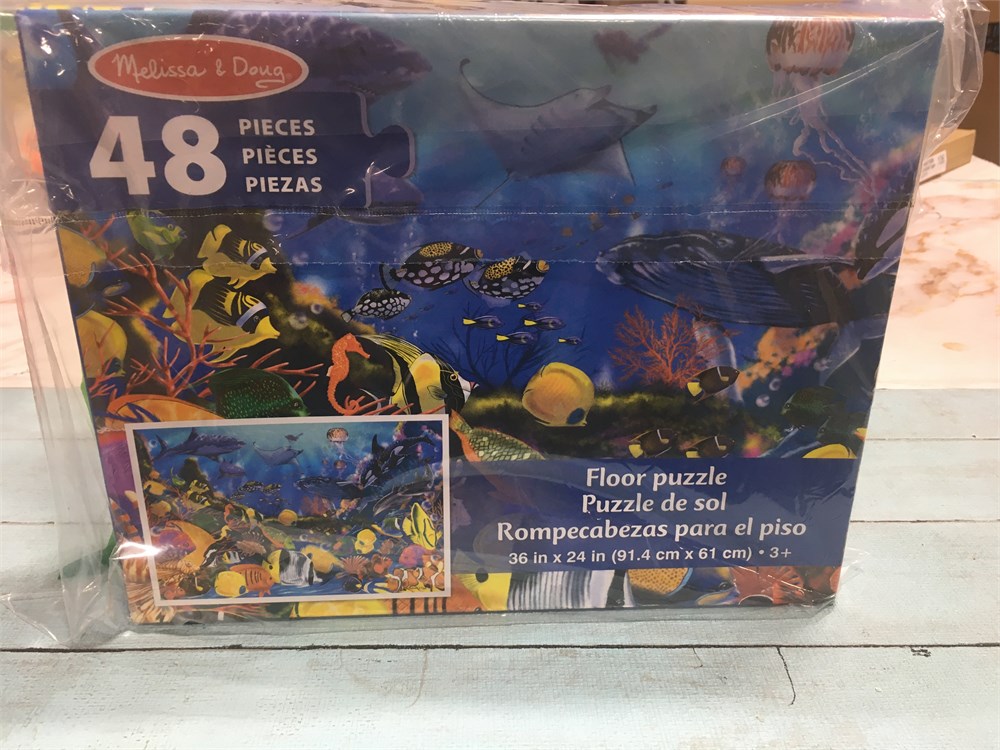 Melissa & Doug
48
PIECES
PIÈCES
PIEZAS
Floor puzzle
Puzzle de sol
Rompecabezas para el piso
36 in x 24 in (91.4 cm x 61 cm) • 3+